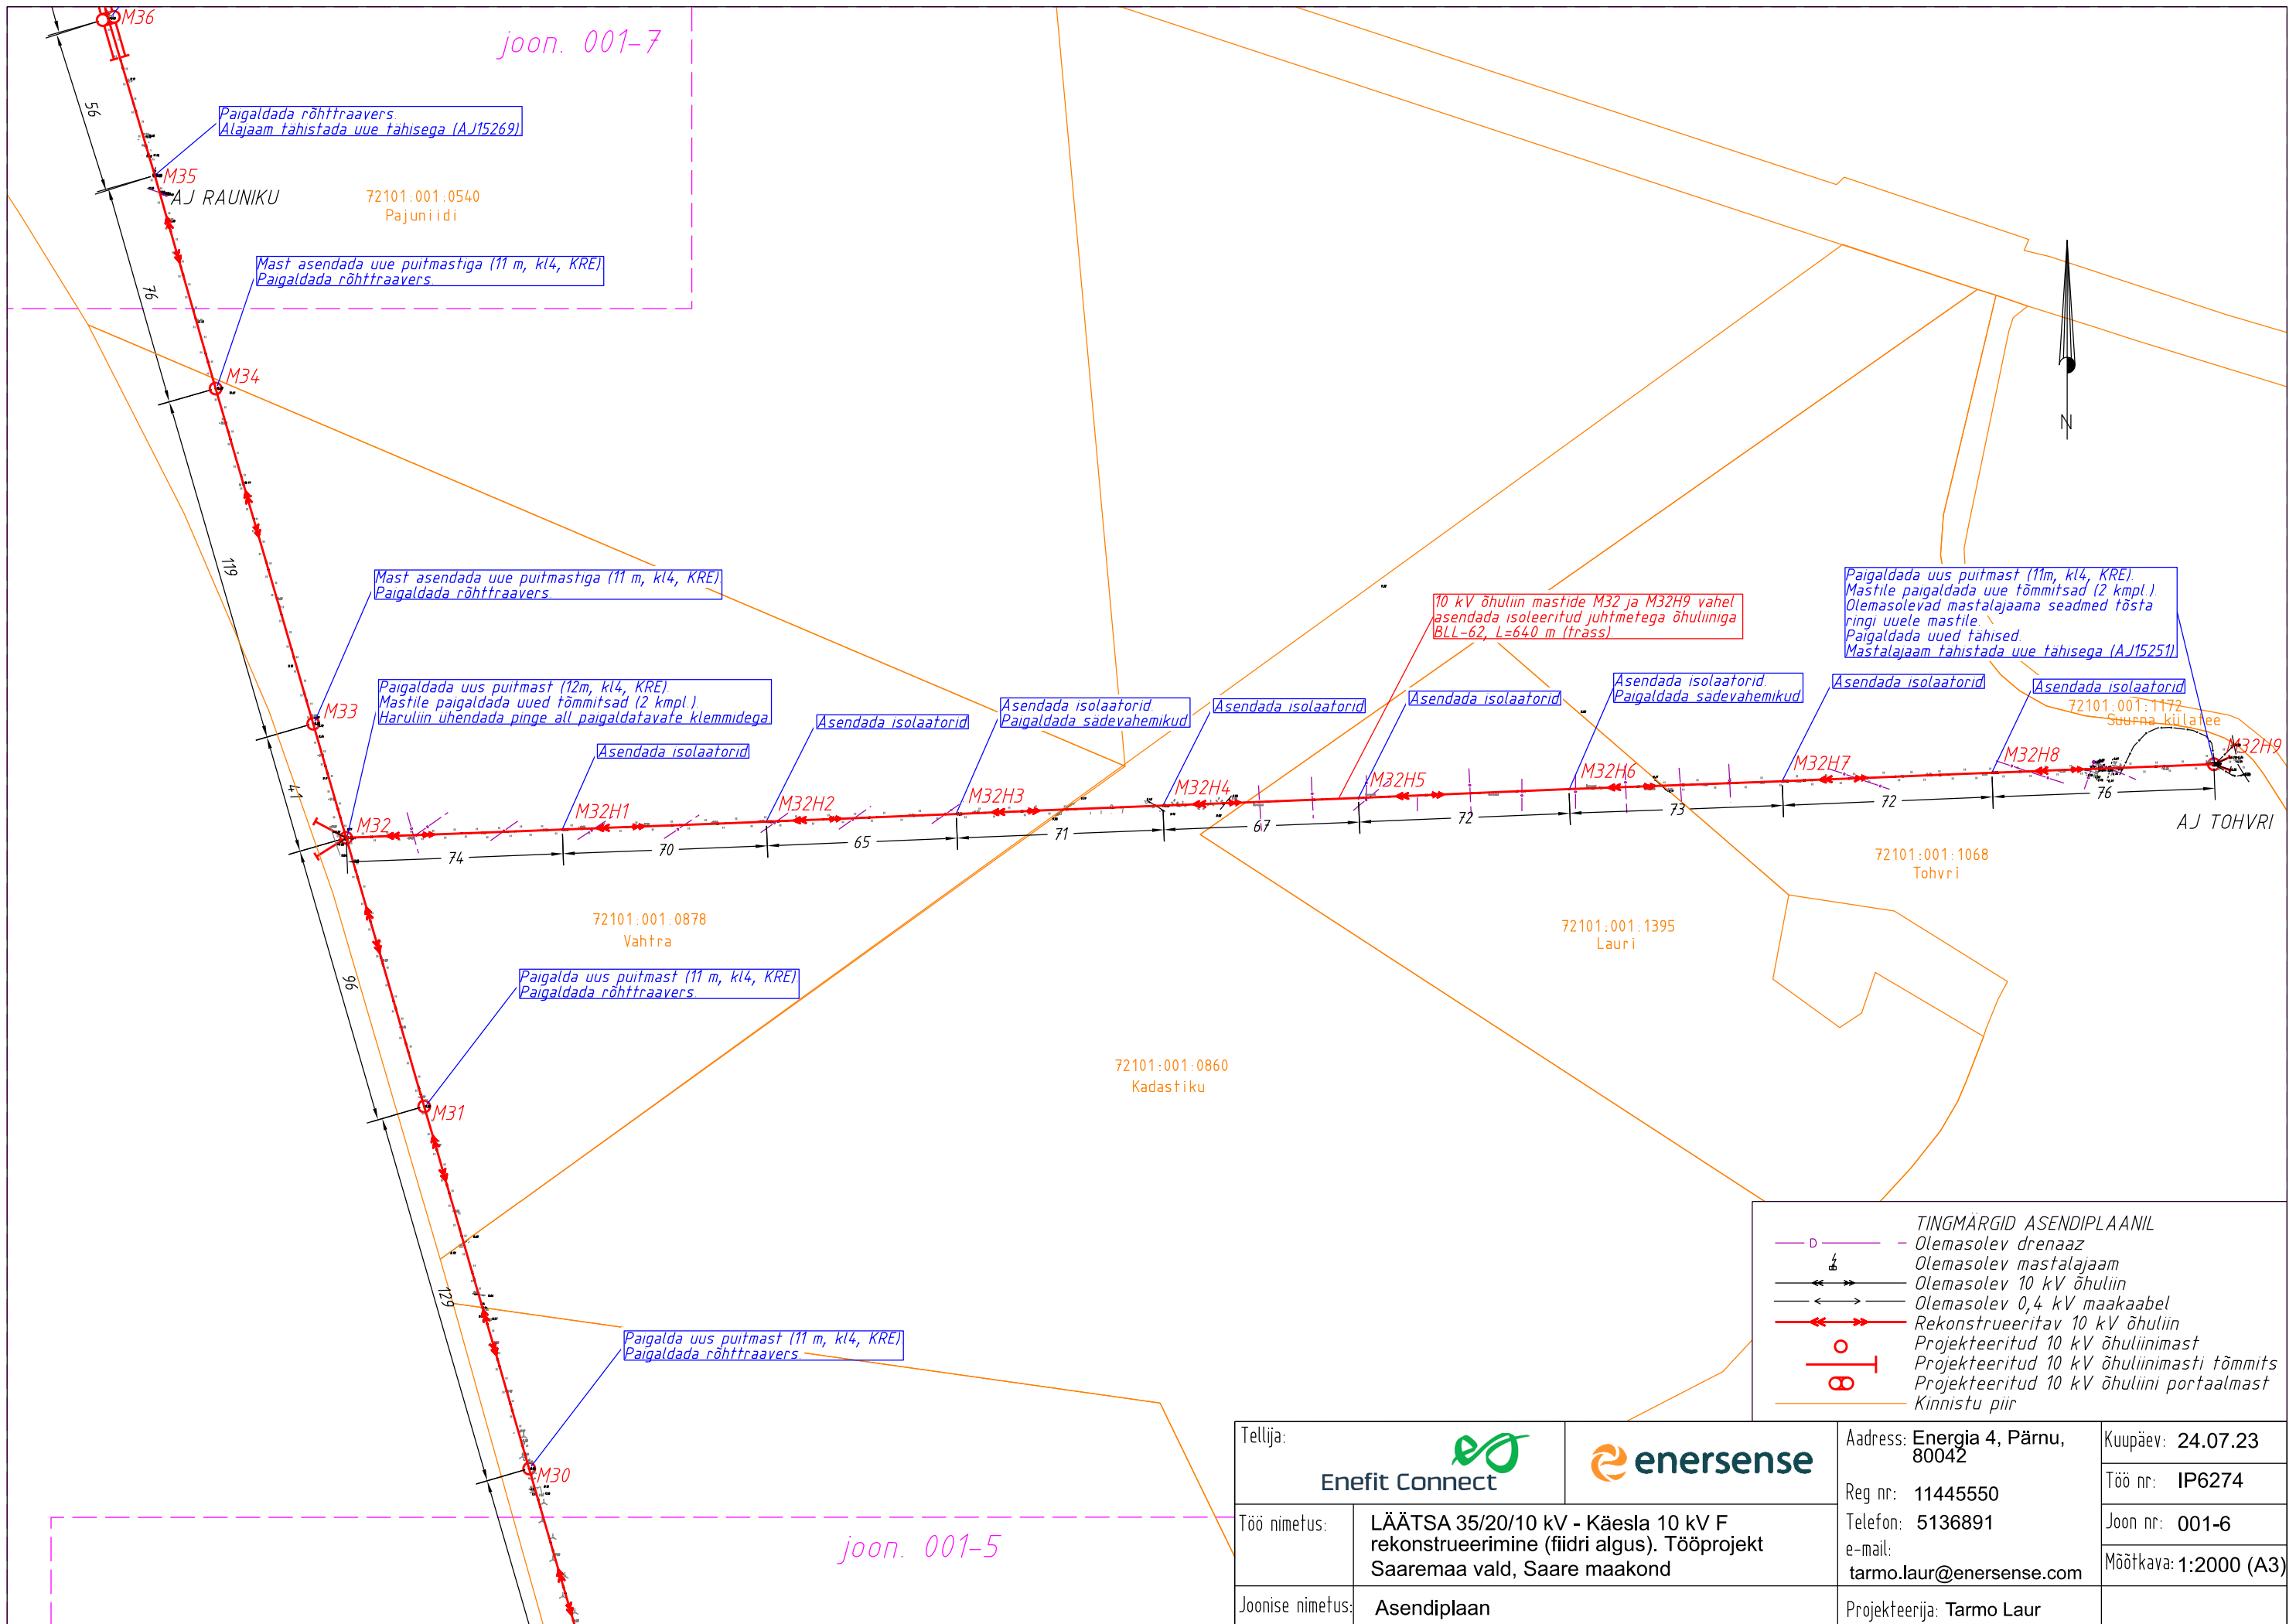 M36
joon. 001-7
56
Paigaldada rõhttraavers.
Alajaam tähistada uue tähisega (AJ15269)
M35
AJ RAUNIKU
72101:001:0540
Pajuniidi
76
Mast asendada uue puitmastiga (11 m, kl4, KRE)
Paigaldada rõhttraavers.
M34
N
119
Mast asendada uue puitmastiga (11 m, kl4, KRE)
Paigaldada rõhttraavers.
10 kV õhuliin mastide M32 ja M32H9 vahel
asendada isoleeritud juhtmetega õhuliiniga
BLL-62, L=640 m (trass).
Paigaldada uus puitmast (11m, kl4, KRE).
Mastile paigaldada uue tõmmitsad (2 kmpl.).
Olemasolevad mastalajaama seadmed tõsta
ringi uuele mastile.
Paigaldada uued tähised.
Mastalajaam tähistada uue tähisega (AJ15251)
Paigaldada uus puitmast (12m, kl4, KRE).
Mastile paigaldada uued tõmmitsad (2 kmpl.).
Haruliin ühendada pinge all paigaldatavate klemmidega
M33
Asendada isolaatorid
Asendada isolaatorid
Asendada isolaatorid.
Paigaldada sädevahemikud
Asendada isolaatorid
Asendada isolaatorid
Asendada isolaatorid.
Paigaldada sädevahemikud
Asendada isolaatorid
Asendada isolaatorid
72101:001:1172
Suurna külatee
41
M32
M32H1
M32H2
M32H3
M32H4
M32H5
M32H6
M32H7
M32H8
M32H9
74
70
65
71
67
72
73
72
76
AJ TOHVRI
72101:001:1068
Tohvri
72101:001:0878
Vahtra
72101:001:1395
Lauri
96
Paigalda uus puitmast (11 m, kl4, KRE)
Paigaldada rõhttraavers.
M31
72101:001:0860
Kadastiku
129
Paigalda uus puitmast (11 m, kl4, KRE)
Paigaldada rõhttraavers.
M30
joon. 001-5
TINGMÄRGID ASENDIPLAANIL
D
Olemasolev drenaaz
Olemasolev mastalajaam
Olemasolev 10 kV õhuliin
Olemasolev 0,4 kV maakaabel
Rekonstrueeritav 10 kV õhuliin
Projekteeritud 10 kV õhuliinimast
Projekteeritud 10 kV õhuliinimasti tõmmits
Projekteeritud 10 kV õhuliini portaalmast
Kinnistu piir
Tellija:
Enefit Connect
enersense
Aadress: Energia 4, Pärnu,
80042
Reg nr: 11445550
Telefon: 5136891
e-mail:
tarmo.laur@enersense.com
Kuupäev: 24.07.23
Töö nr: IP6274
Joon nr: 001-6
Mõõtkava: 1:2000 (A3)
Töö nimetus: LÄÄTSA 35/20/10 kV - Käesla 10 kV F
rekonstrueerimine (fiidri algus). Tööprojekt
Saaremaa vald, Saare maakond
Joonise nimetus: Asendiplaan
Projekteerija: Tarmo Laur